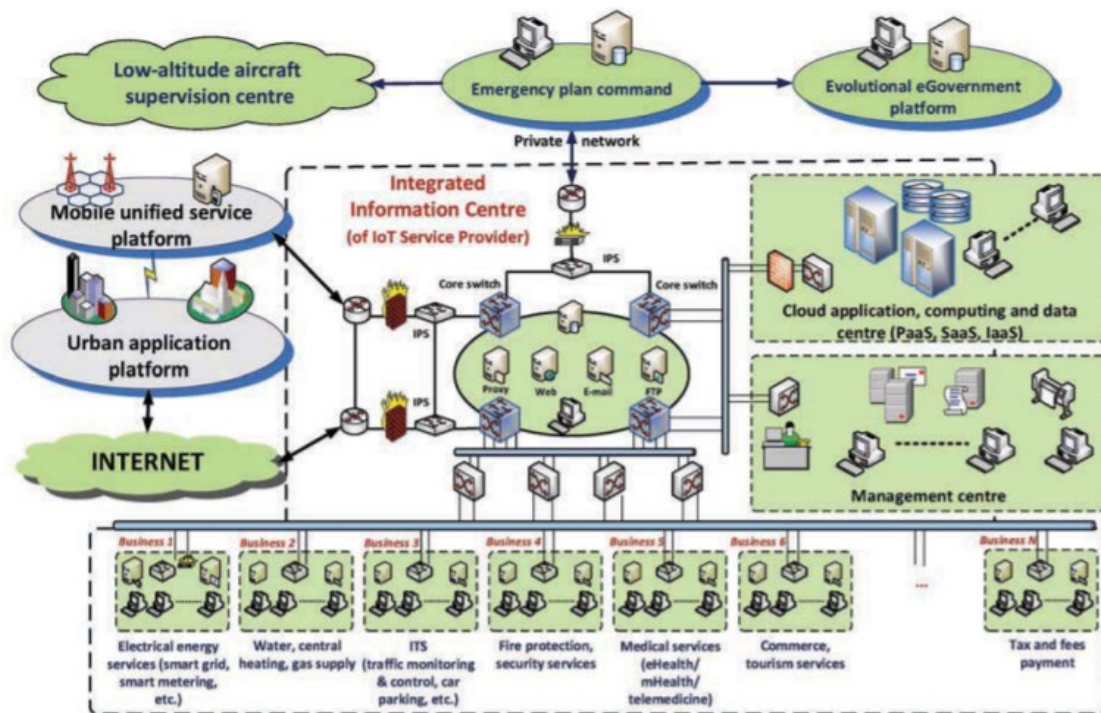 Low-altitude aircraft
supervision centre
Emergency plan command
Evolutional eGovernment
platform
Private network
Integrated
Information Centre
(of IoT Service Provider)
Mobile unified service
platform
IPS
Core switch
Core switch
Cloud application, computing and data
centre (PaaS, SaaS, IaaS)
Urban application
platform
IPS
Proxy
Web
E-mail
FTP
IPS
INTERNET
Management centre
Business 1
Business 2
Business 3
Business 4
Business 5
Business 6
...
Business N
Electrical energy
services (smart grid,
smart metering,
etc.)
Water, central
heating, gas supply
ITS
(traffic monitoring
& control, car
parking, etc.)
Fire protection,
security services
Medical services
(eHealth/
mHealth/
telemedicine)
Commerce,
tourism services
Tax and fees
payment